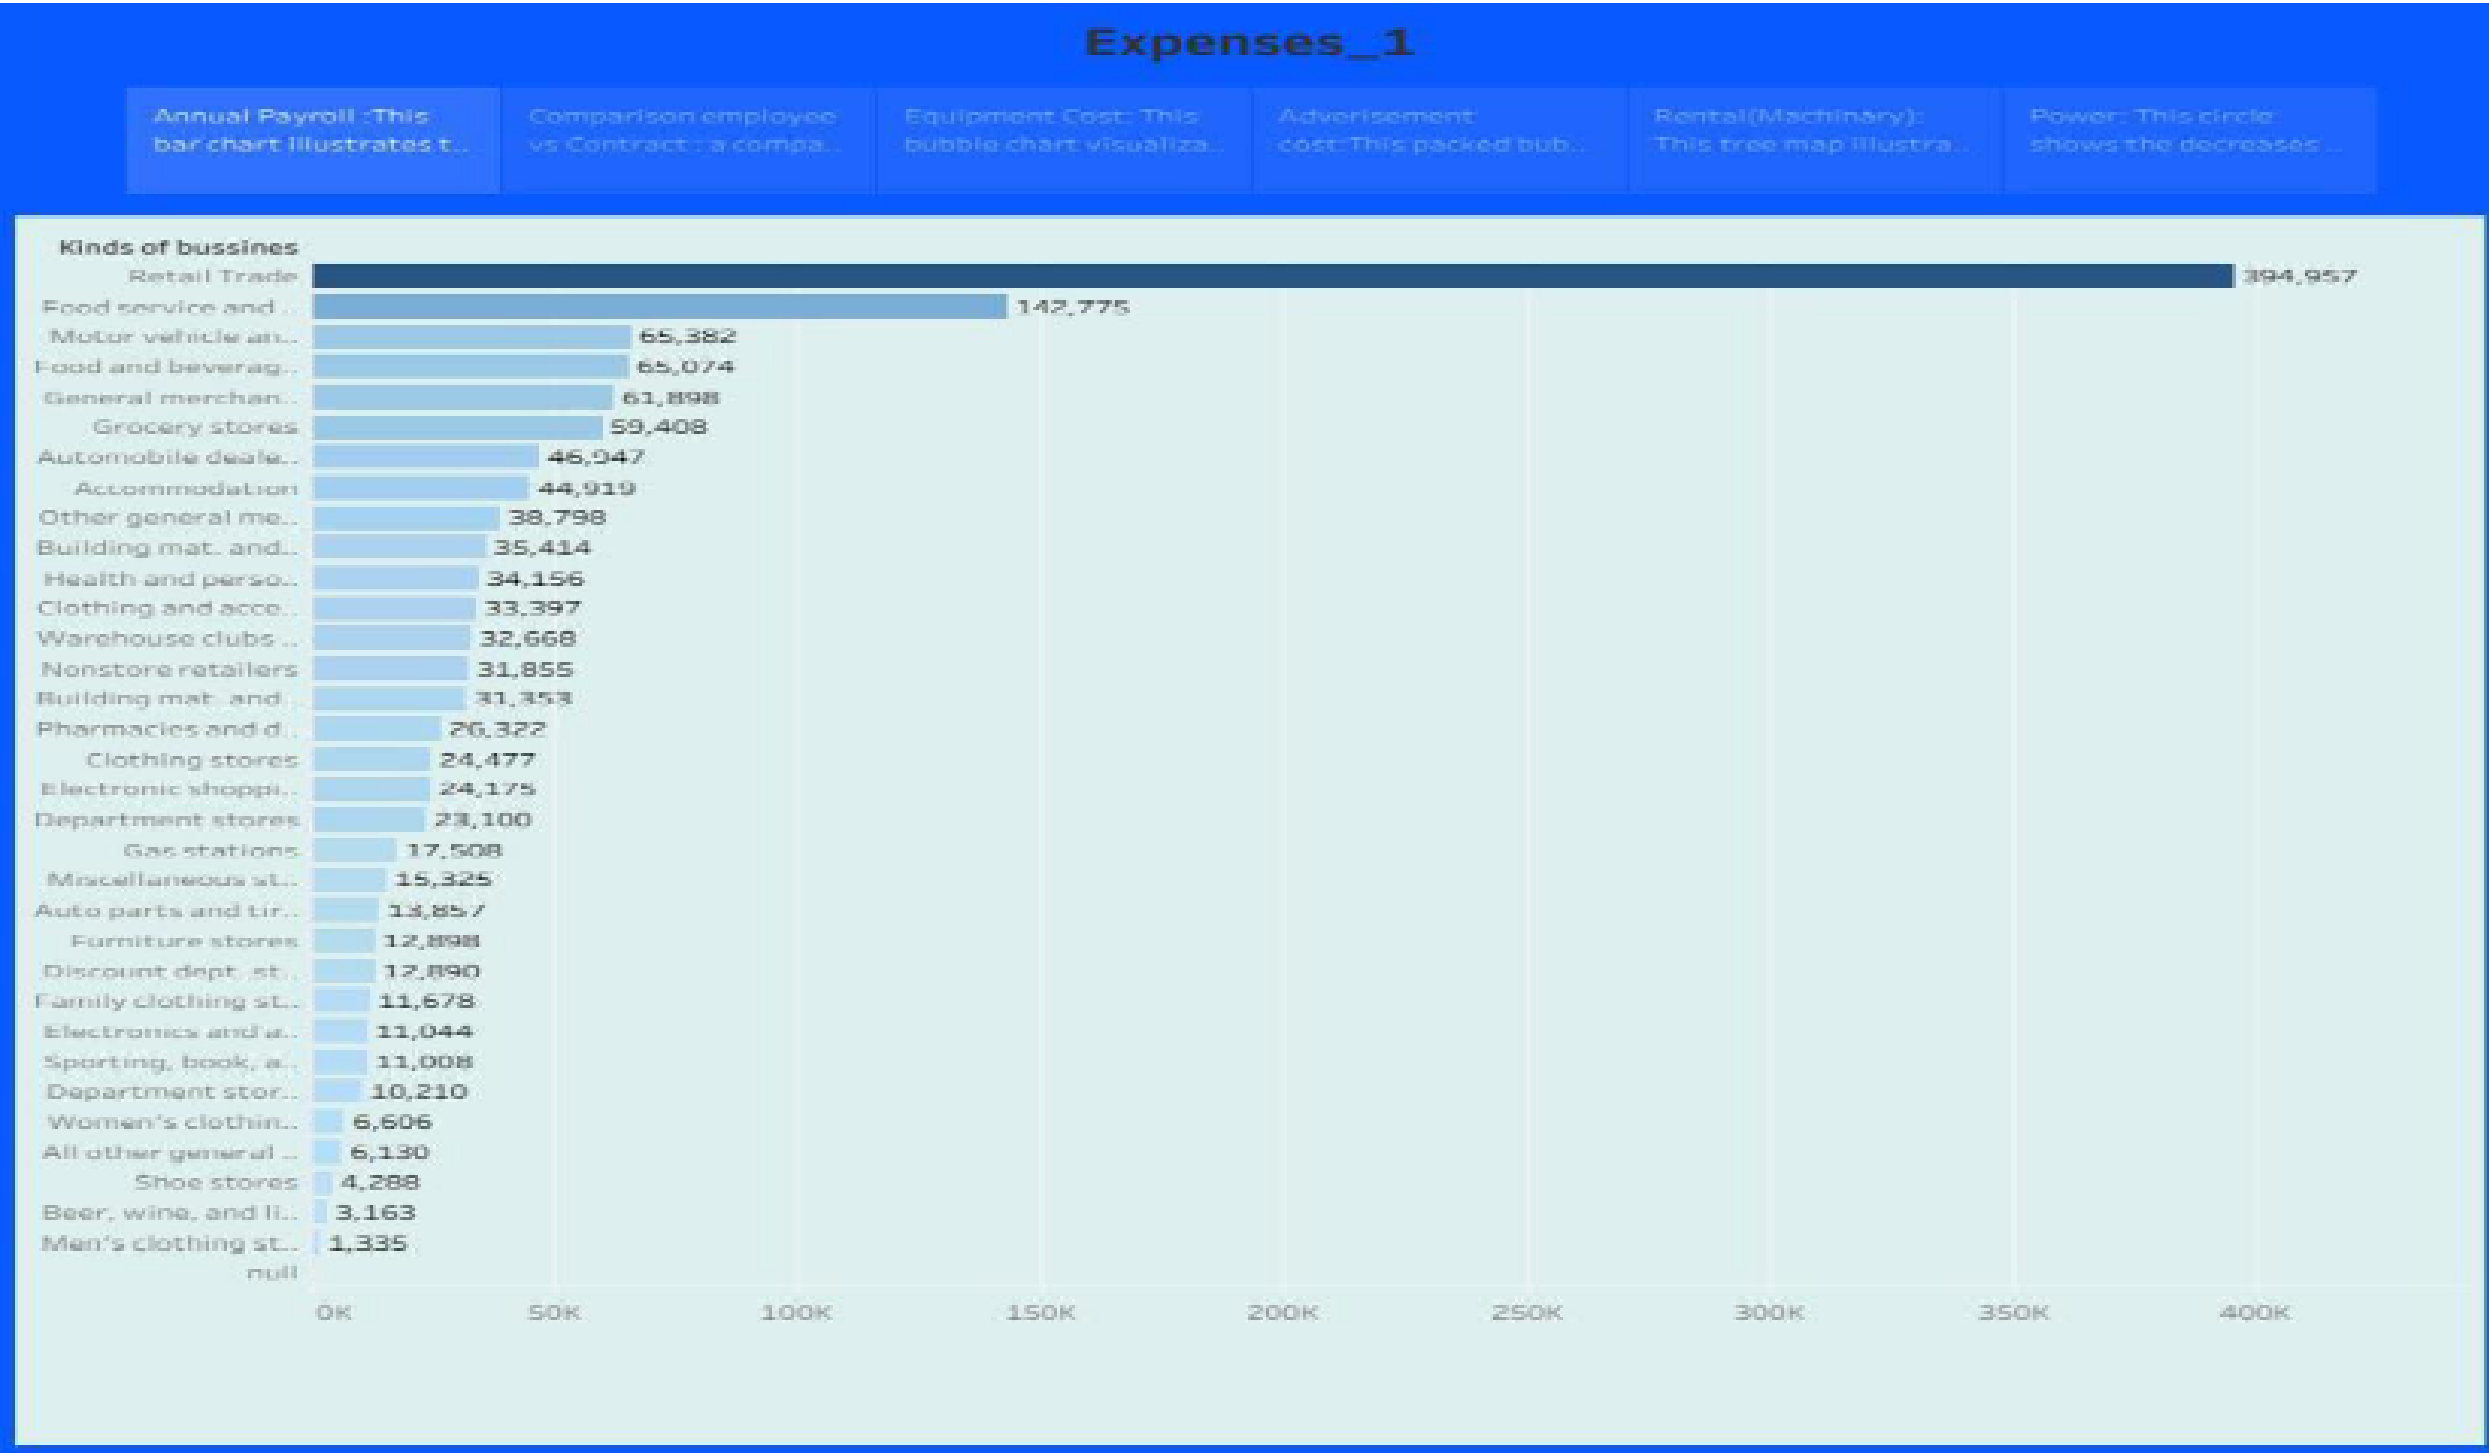 Expenses_1
Annual Payroll :This
bar chart illustrates t..
Comparison employee
vs Contract : a compa..
Equipment Cost: This
bubble chart visualiza..
Adverisement
cost:This packed bub..
Rental(Machinary):
This tree map illustra..
Power: This circle
shows the decreases ..
Kinds of bussines
Retail Trade 394,957
Food service and .. 142,775
Motor vehicle an.. 65,382
Food and beverag.. 65,074
General merchan.. 61,898
Grocery stores 59,408
Automobile deale.. 46,947
Accommodation 44,919
Other general me.. 38,798
Building mat. and.. 35,414
Health and perso.. 34,156
Clothing and acce.. 33,397
Warehouse clubs .. 32,668
Nonstore retailers 31,855
Building mat. and.. 31,353
Pharmacies and d.. 26,322
Clothing stores 24,477
Electronic shoppi.. 24,175
Department stores 23,100
Gas stations 17,508
Miscellaneous st.. 15,325
Auto parts and tir.. 13,857
Furniture stores 12,898
Discount dept. st.. 12,890
Family clothing st.. 11,678
Electronics and a.. 11,044
Sporting, book, a.. 11,008
Department stor.. 10,210
Women's clothin.. 6,606
All other general .. 6,130
Shoe stores 4,288
Beer, wine, and li.. 3,163
Men's clothing st.. 1,335
null
0K 50K 100K 150K 200K 250K 300K 350K 400K